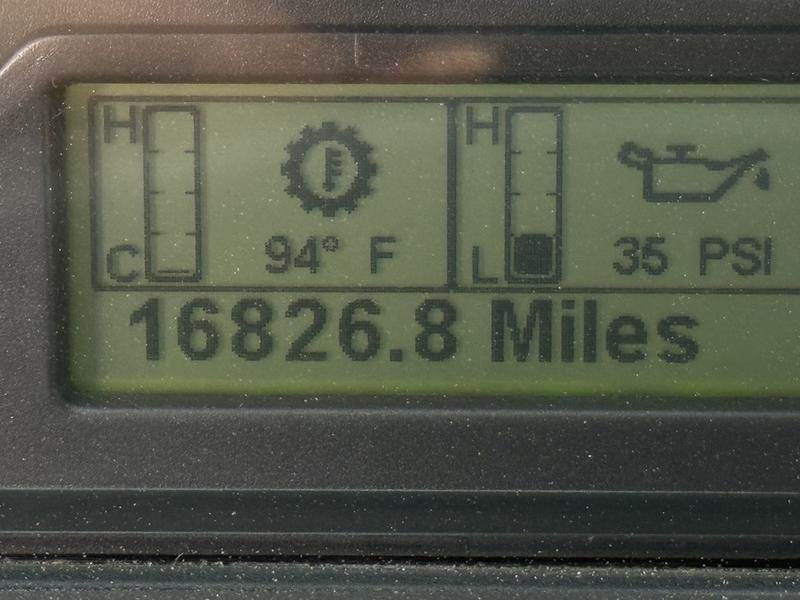 H H
94° F 35 PSI
C L
16826.8 Miles